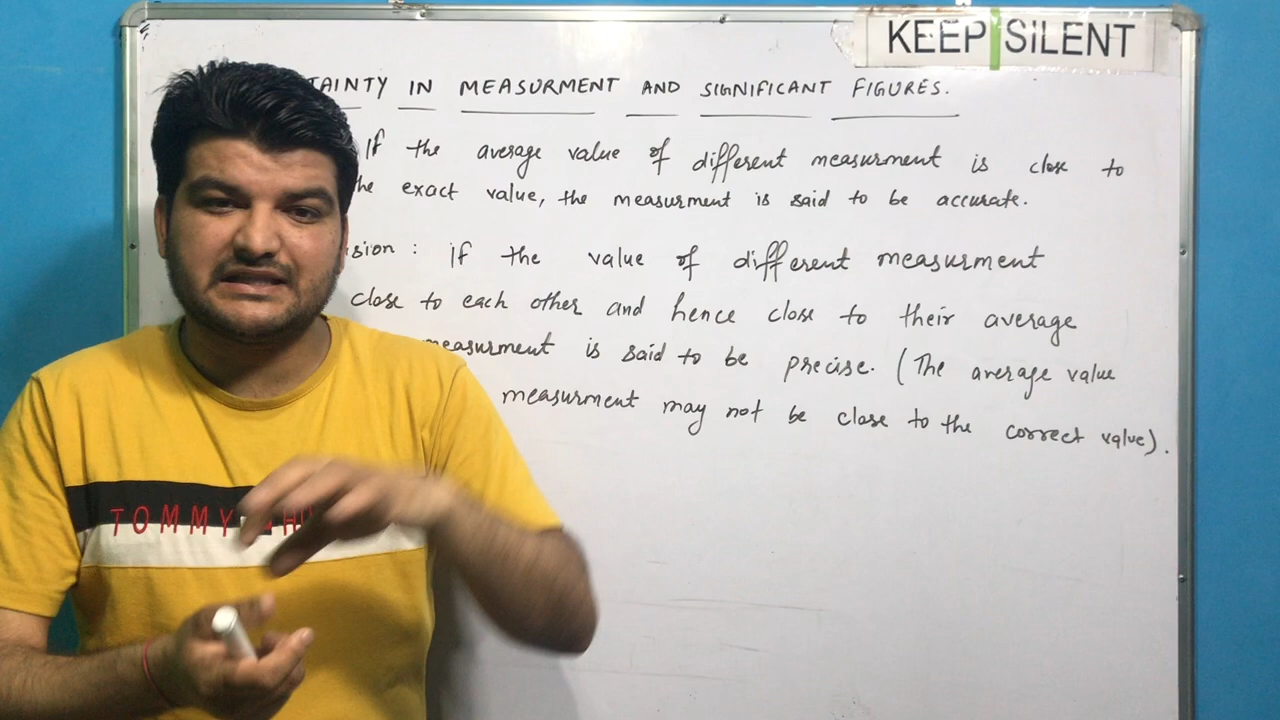 KEEP SILENT
TAINTY IN MEASURMENT AND SIGNIFICANT FIGURES.
If the average value of different measurment is close to
he exact value, the measurment is said to be accurate.
ision : If the value of different measurment
close to each other and hence close to their average
measurment is said to be precise. (The average value
measurment may not be close to the correct value).
TOMMY